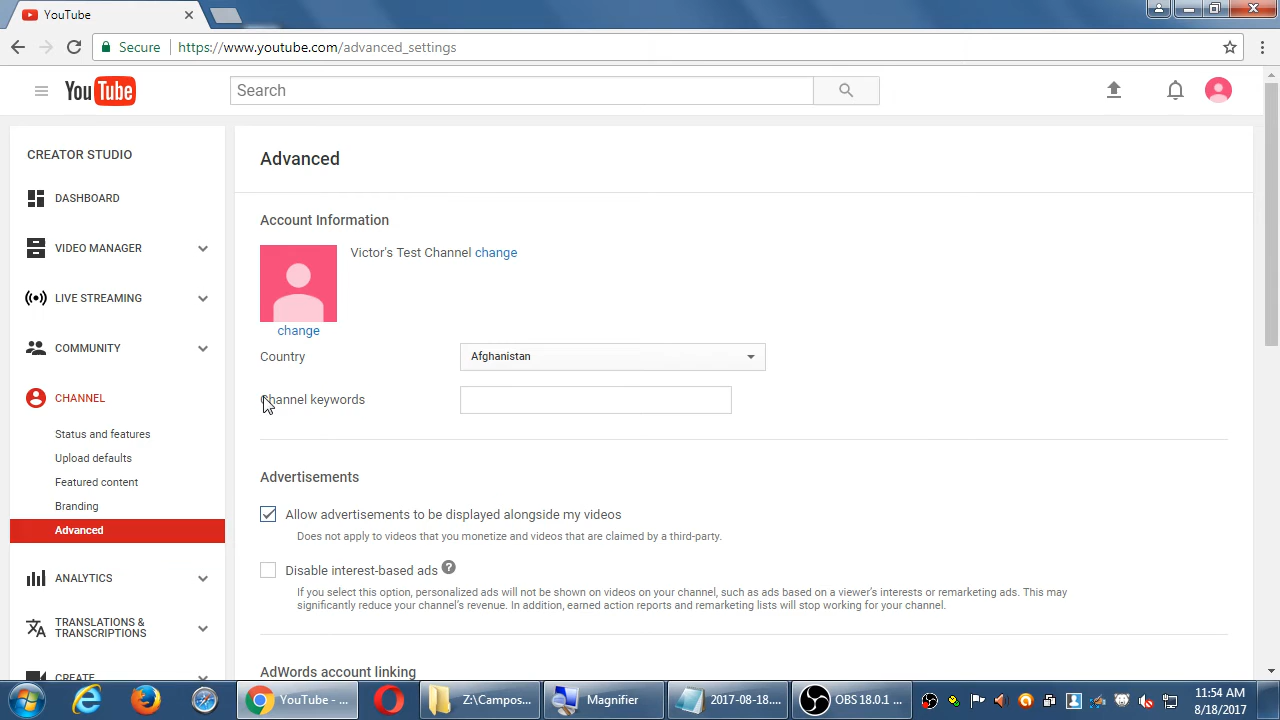 YouTube
Secure https://www.youtube.com/advanced_settings
YouTube
Search
CREATOR STUDIO
DASHBOARD
VIDEO MANAGER
LIVE STREAMING
COMMUNITY
CHANNEL
Status and features
Upload defaults
Featured content
Branding
Advanced
ANALYTICS
TRANSLATIONS &
TRANSCRIPTIONS
CREATE
Advanced
Account Information
Victor's Test Channel change
change
Country
Afghanistan
Channel keywords
Advertisements
Allow advertisements to be displayed alongside my videos
Does not apply to videos that you monetize and videos that are claimed by a third-party.
Disable interest-based ads ?
If you select this option, personalized ads will not be shown on videos on your channel, such as ads based on a viewer's interests or remarketing ads. This may
significantly reduce your channel's revenue. In addition, earned action reports and remarketing lists will stop working for your channel.
AdWords account linking
YouTube - ...
Z:\Campos...
Magnifier
2017-08-18....
OBS 18.0.1 ...
11:54 AM
8/18/2017